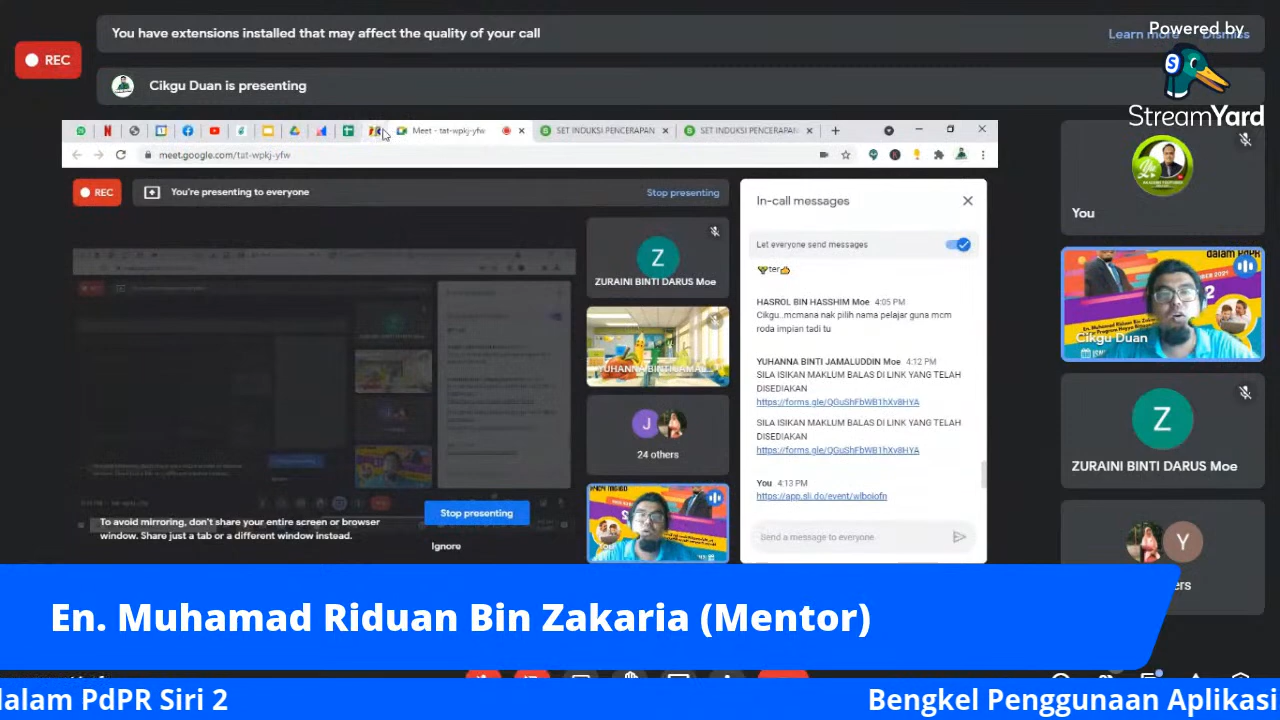 You have extensions installed that may affect the quality of your call
Learn more
Dismiss
Powered by
StreamYard
REC
Cikgu Duan is presenting
Meet - tat-wpkj-yfw
SET INDUKSI PENCERAPAN
SET INDUKSI PENCERAPAN
meet.google.com/tat-wpkj-yfw
REC
You're presenting to everyone
Stop presenting
In-call messages
Let everyone send messages
ter
HASROL BIN HASSHIM Moe 4:05 PM
Cikgu..mcmana nak pilih nama pelajar guna mcm
roda impian tadi tu
YUHANNA BINTI JAMALUDDIN Moe 4:12 PM
SILA ISIKAN MAKLUM BALAS DI LINK YANG TELAH
DISEDIAKAN
https://forms.gle/QGuShFbWB1hXv8HYA
SILA ISIKAN MAKLUM BALAS DI LINK YANG TELAH
DISEDIAKAN
https://forms.gle/QGuShFbWB1hXv8HYA
You 4:13 PM
https://app.sli.do/event/wlboiofn
Send a message to everyone
Z
ZURAINI BINTI DARUS Moe
J
24 others
To avoid mirroring, don't share your entire screen or browser
window. Share just a tab or a different window instead.
Stop presenting
Ignore
You
dalam PdPR
Cikgu Duan
Z
ZURAINI BINTI DARUS Moe
Y
En. Muhamad Riduan Bin Zakaria (Mentor)
dalam PdPR Siri 2
Bengkel Penggunaan Aplikasi